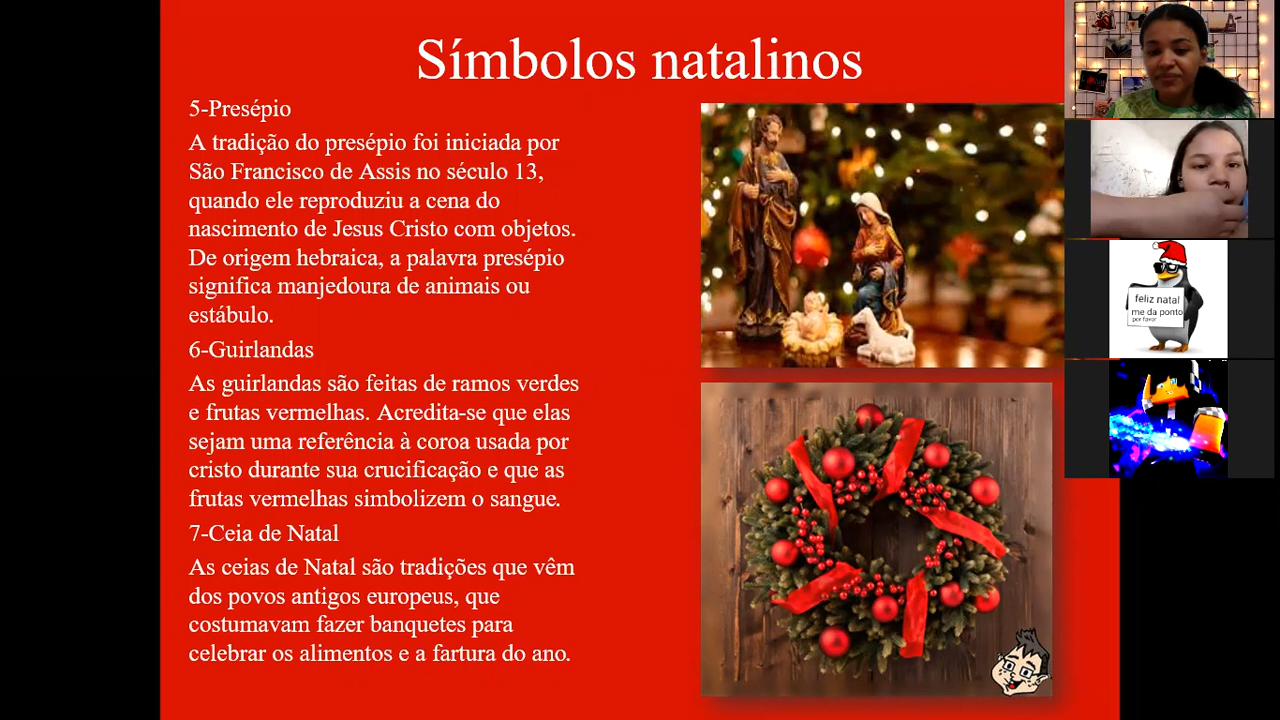 Símbolos natalinos
5-Presépio
A tradição do presépio foi iniciada por
São Francisco de Assis no século 13,
quando ele reproduziu a cena do
nascimento de Jesus Cristo com objetos.
De origem hebraica, a palavra presépio
significa manjedoura de animais ou
estábulo.
6-Guirlandas
As guirlandas são feitas de ramos verdes
e frutas vermelhas. Acredita-se que elas
sejam uma referência à coroa usada por
cristo durante sua crucificação e que as
frutas vermelhas simbolizem o sangue.
7-Ceia de Natal
As ceias de Natal são tradições que vêm
dos povos antigos europeus, que
costumavam fazer banquetes para
celebrar os alimentos e a fartura do ano.
feliz natal
me da ponto
por favor